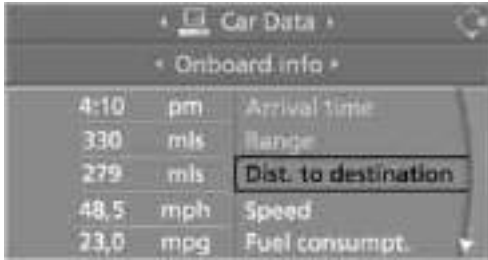 Car Data
Onboard info
4:10 pm Arrival time
330 mls Range
279 mls Dist. to destination
48,5 mph Speed
23,0 mpg Fuel consumpt.